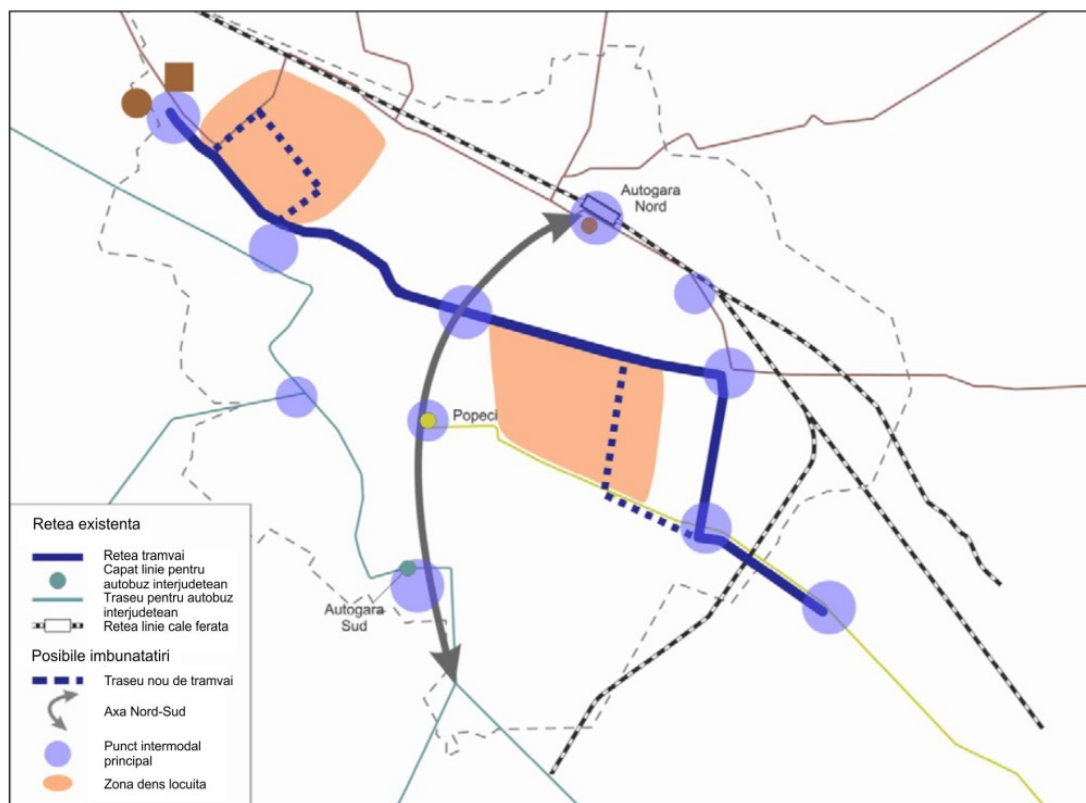 Autogara
Nord
Popeci
Autogara
Sud
Retea existenta
Retea tramvai
Capat linie pentru
autobuz interjudetean
Traseu pentru autobuz
interjudetean
Retea linie cale ferata
Posibile imbunatatiri
Traseu nou de tramvai
Axa Nord-Sud
Punct intermodal
principal
Zona dens locuita